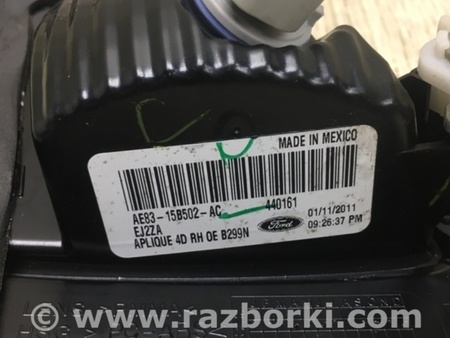 MADE IN MEXICO
AE83-15B502-AC 440161
EJ2ZA
APLIQUE 4D RH OE B299N
Ford
01/11/2011
09:26:37 PM
© www.razborki.com